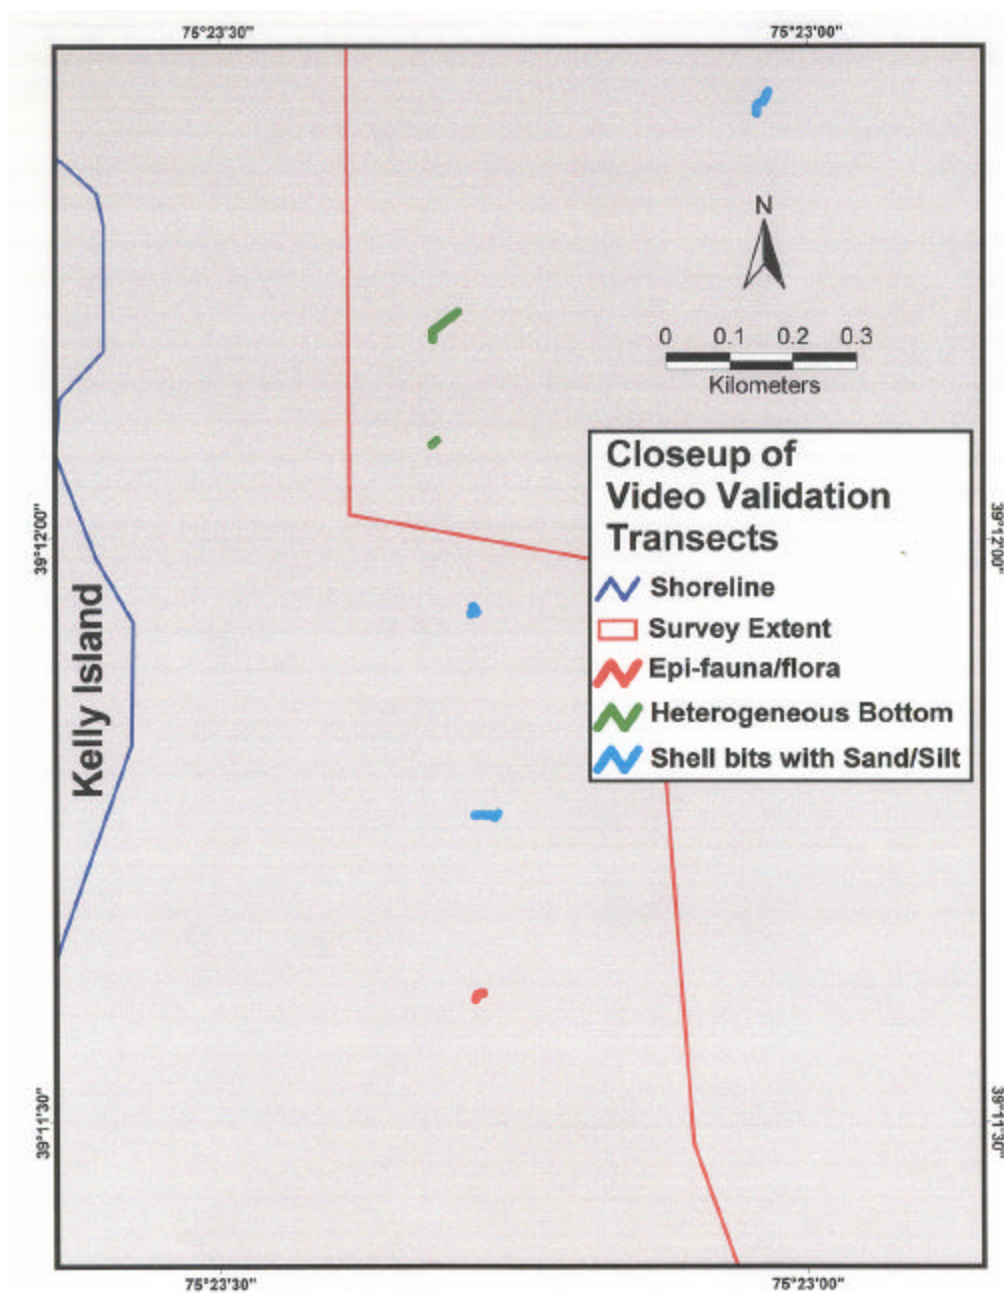 75°23'30" 75°23'00"
N
0 0.1 0.2 0.3
Kilometers
Closeup of
Video Validation
Transects
Shoreline
Survey Extent
Epi-fauna/flora
Heterogeneous Bottom
Shell bits with Sand/Silt
39°12'00"
39°12'00"
Kelly Island
39°11'30"
39°11'30"
75°23'30" 75°23'00"